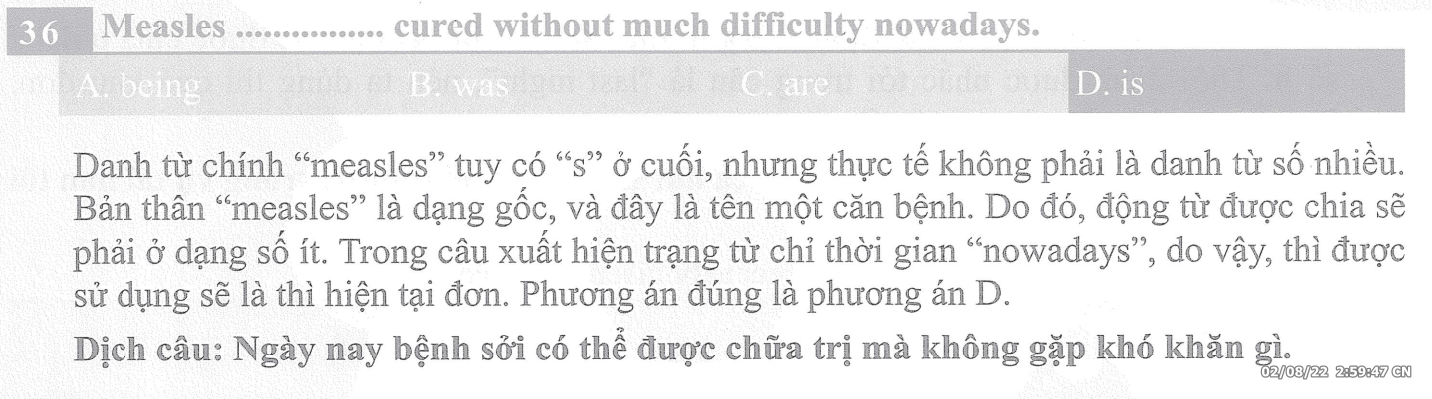 36 Measles ................ cured without much difficulty nowadays.
A. being B. was C. are D. is
Danh từ chính “measles” tuy có “s” ở cuối, nhưng thực tế không phải là danh từ số nhiều.
Bản thân “measles” là dạng gốc, và đây là tên một căn bệnh. Do đó, động từ được chia sẽ
phải ở dạng số ít. Trong câu xuất hiện trạng từ chỉ thời gian “nowadays”, do vậy, thì được
sử dụng sẽ là thì hiện tại đơn. Phương án đúng là phương án D.
Dịch câu: Ngày nay bệnh sởi có thể được chữa trị mà không gặp khó khăn gì.
02/08/22 2:59:47 CN